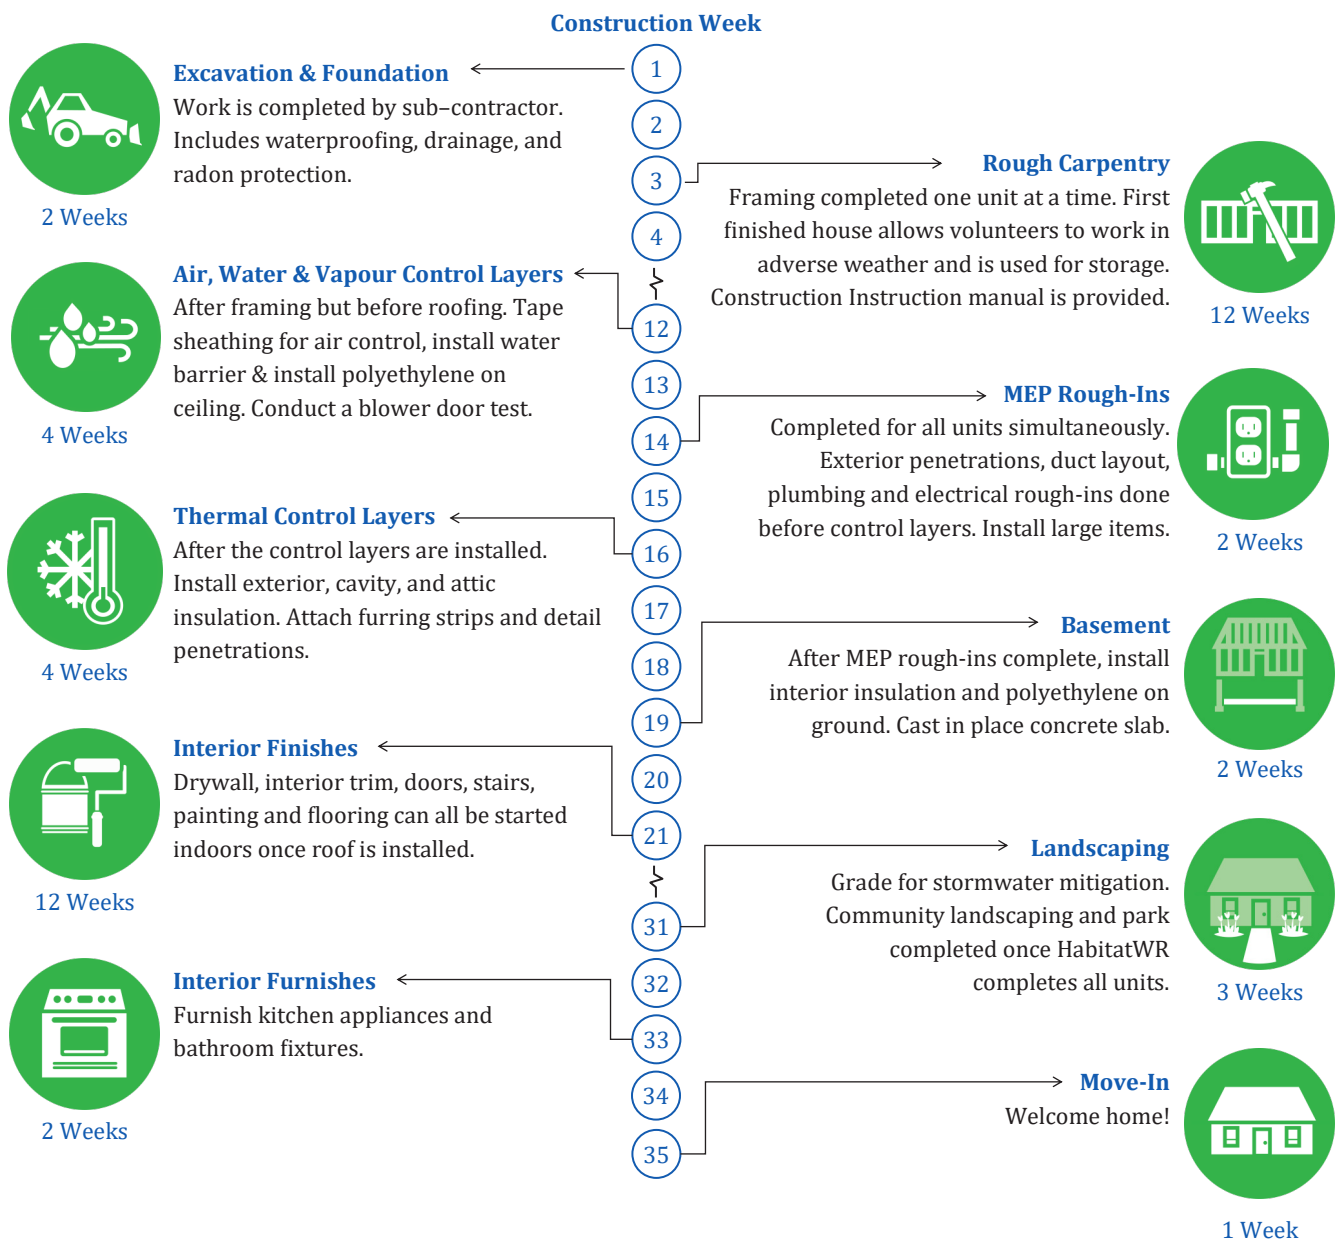 Construction Week
1
2
3
4
12
13
14
15
16
17
18
19
20
21
31
32
33
34
35
Excavation & Foundation
Work is completed by sub–contractor.
Includes waterproofing, drainage, and
radon protection.
2 Weeks
Rough Carpentry
Framing completed one unit at a time. First
finished house allows volunteers to work in
adverse weather and is used for storage.
Construction Instruction manual is provided.
12 Weeks
Air, Water & Vapour Control Layers
After framing but before roofing. Tape
sheathing for air control, install water
barrier & install polyethylene on
ceiling. Conduct a blower door test.
4 Weeks
MEP Rough-Ins
Completed for all units simultaneously.
Exterior penetrations, duct layout,
plumbing and electrical rough-ins done
before control layers. Install large items.
2 Weeks
Thermal Control Layers
After the control layers are installed.
Install exterior, cavity, and attic
insulation. Attach furring strips and detail
penetrations.
4 Weeks
Basement
After MEP rough-ins complete, install
interior insulation and polyethylene on
ground. Cast in place concrete slab.
2 Weeks
Interior Finishes
Drywall, interior trim, doors, stairs,
painting and flooring can all be started
indoors once roof is installed.
12 Weeks
Landscaping
Grade for stormwater mitigation.
Community landscaping and park
completed once HabitatWR
completes all units.
3 Weeks
Interior Furnishes
Furnish kitchen appliances and
bathroom fixtures.
2 Weeks
Move-In
Welcome home!
1 Week